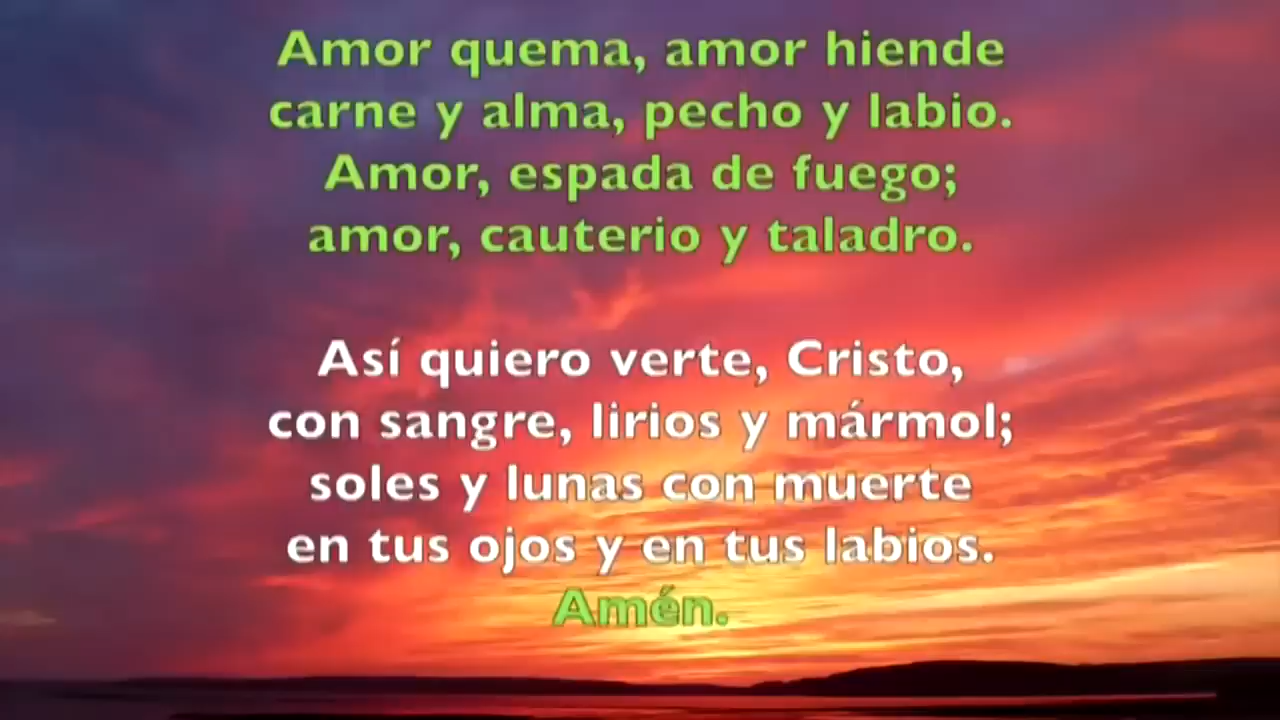 Amor quema, amor hiende
carne y alma, pecho y labio.
Amor, espada de fuego;
amor, cauterio y taladro.
Así quiero verte, Cristo,
con sangre, lirios y mármol;
soles y lunas con muerte
en tus ojos y en tus labios.
Amén.